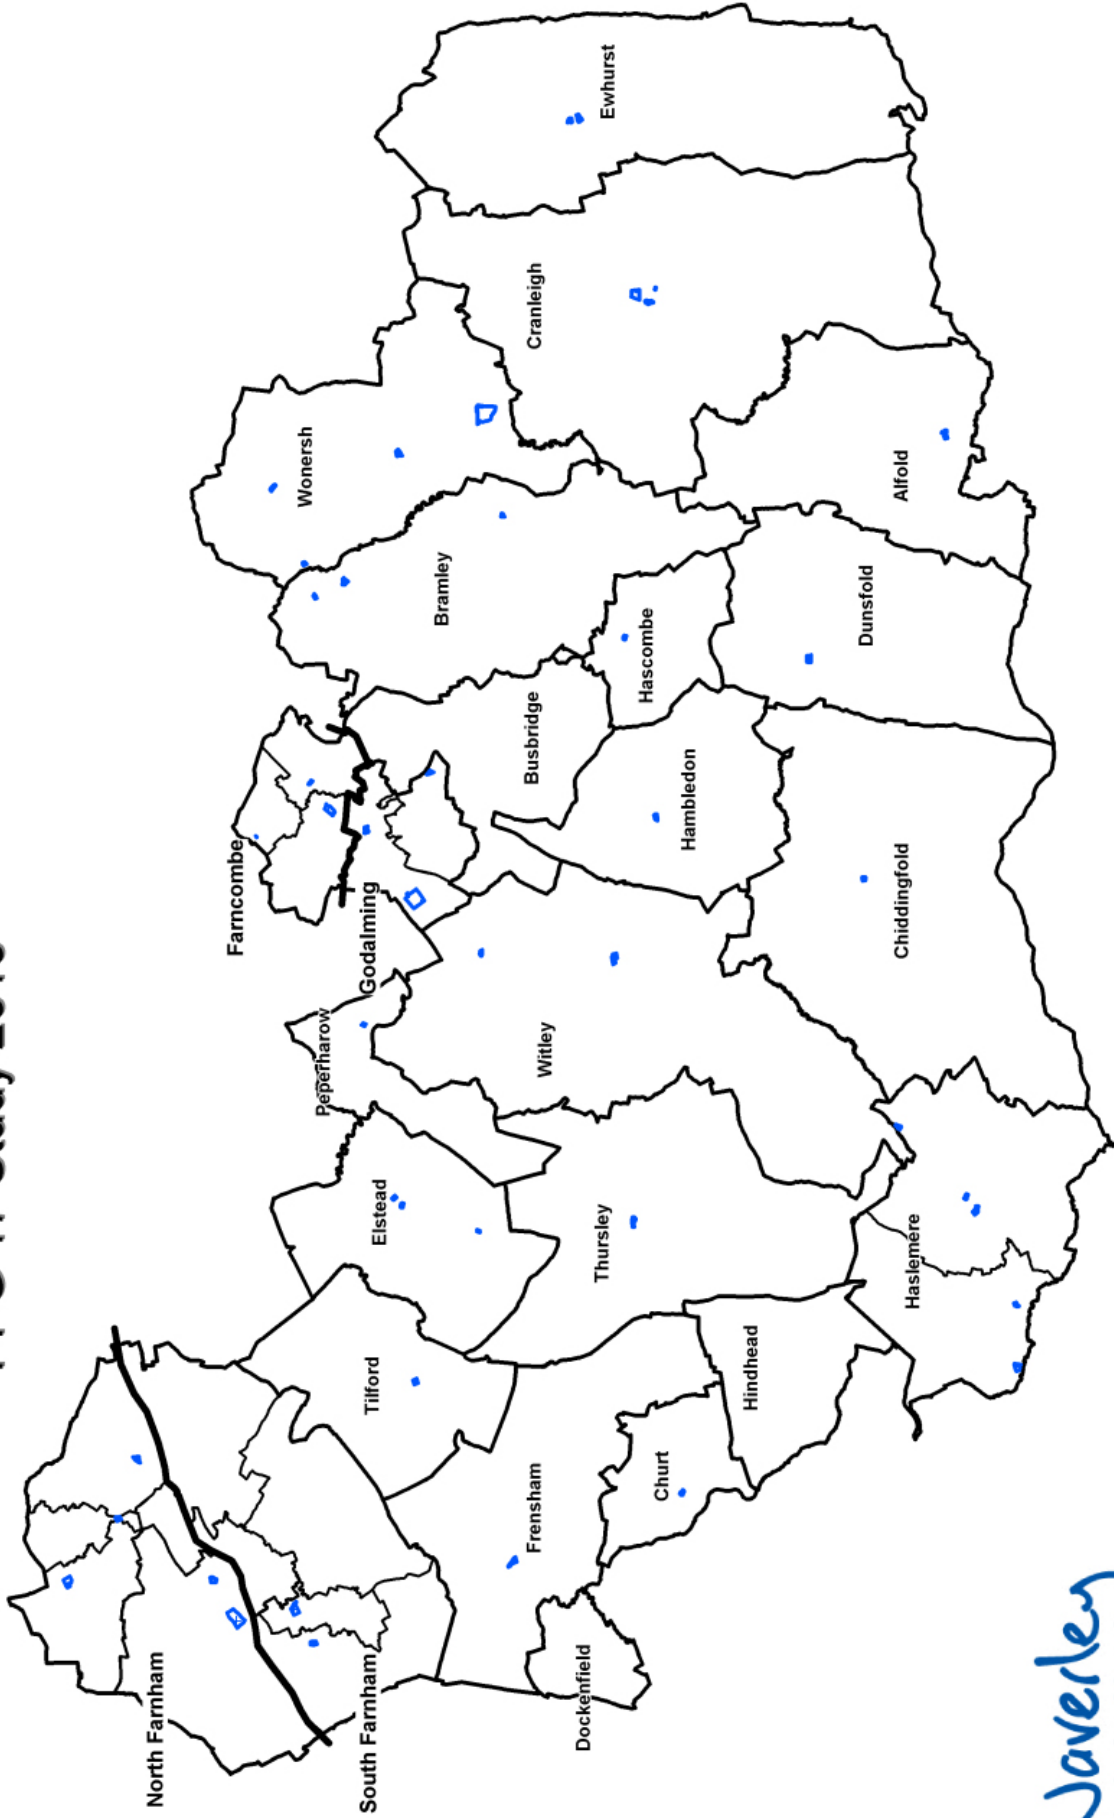 Study
North Farnham
Farncombe
Wonersh
Peperharow
South Farnham
Godalming
Tilford
Elstead
Bramley
Busbridge
Frensham
Cranleigh
Witley
Dockenfield
Thursley
Ewhurst
Hascombe
Churt
Hambledon
Hindhead
Dunsfold
Chiddingfold
Alfold
Haslemere
Waverley